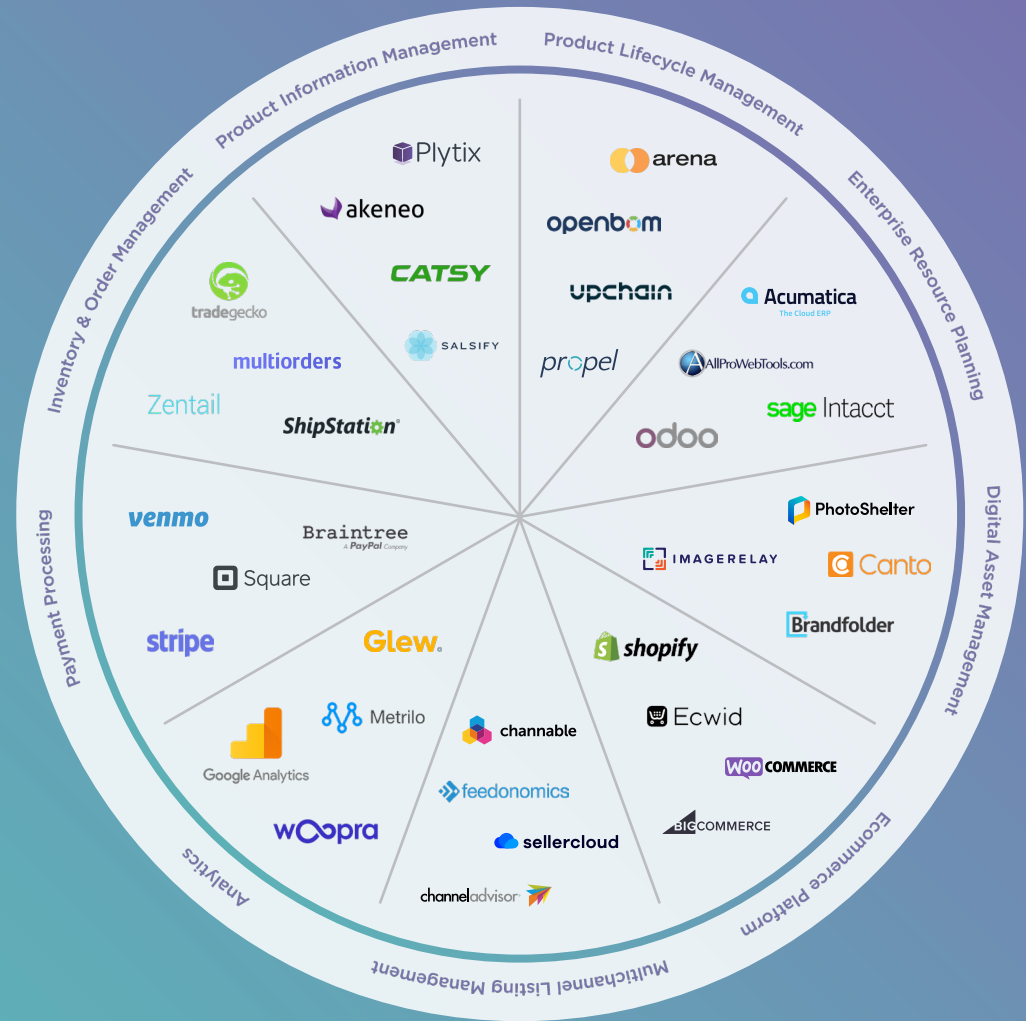 Product Lifecycle Management
arena
openbom
upchain
propel
Enterprise Resource Planning
Acumatica
The Cloud ERP
AllProWebTools.com
sage Intacct
odoo
Digital Asset Management
PhotoShelter
IMAGERELAY
Canto
Brandfolder
Ecommerce Platform
shopify
Ecwid
WOO COMMERCE
BIGCOMMERCE
Multichannel Listing Management
channable
feedonomics
sellercloud
channeladvisor
Analytics
Glew.
Metrilo
Google Analytics
woopra
Payment Processing
venmo
Braintree
A PayPal Company
Square
stripe
Inventory & Order Management
tradegecko
multiorders
Zentail
ShipStation®
Product Information Management
Plytix
akeneo
CATSY
SALSIFY